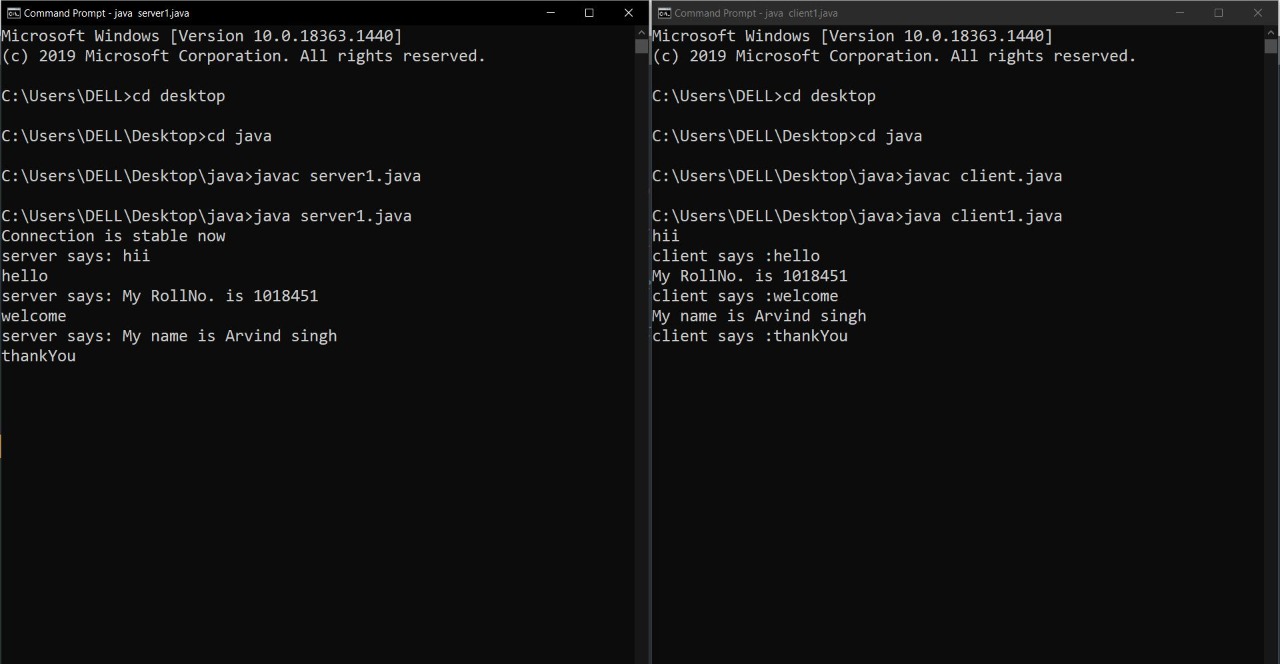 Command Prompt - java  server1.java
Microsoft Windows [Version 10.0.18363.1440]
(c) 2019 Microsoft Corporation. All rights reserved.
C:\Users\DELL>cd desktop
C:\Users\DELL\Desktop>cd java
C:\Users\DELL\Desktop\java>javac server1.java
C:\Users\DELL\Desktop\java>java server1.java
Connection is stable now
server says: hii
hello
server says: My RollNo. is 1018451
welcome
server says: My name is Arvind singh
thankYou
Command Prompt - java  client1.java
Microsoft Windows [Version 10.0.18363.1440]
(c) 2019 Microsoft Corporation. All rights reserved.
C:\Users\DELL>cd desktop
C:\Users\DELL\Desktop>cd java
C:\Users\DELL\Desktop\java>javac client.java
C:\Users\DELL\Desktop\java>java client1.java
hii
client says :hello
My RollNo. is 1018451
client says :welcome
My name is Arvind singh
client says :thankYou